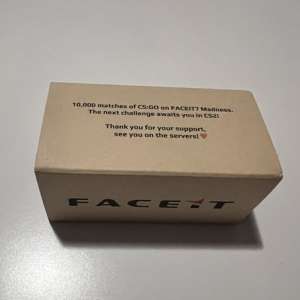 10,000 matches of CS:GO on FACEIT? Madness.
The next challenge awaits you in CS2!
Thank you for your support,
see you on the servers!🧡
FACEIT